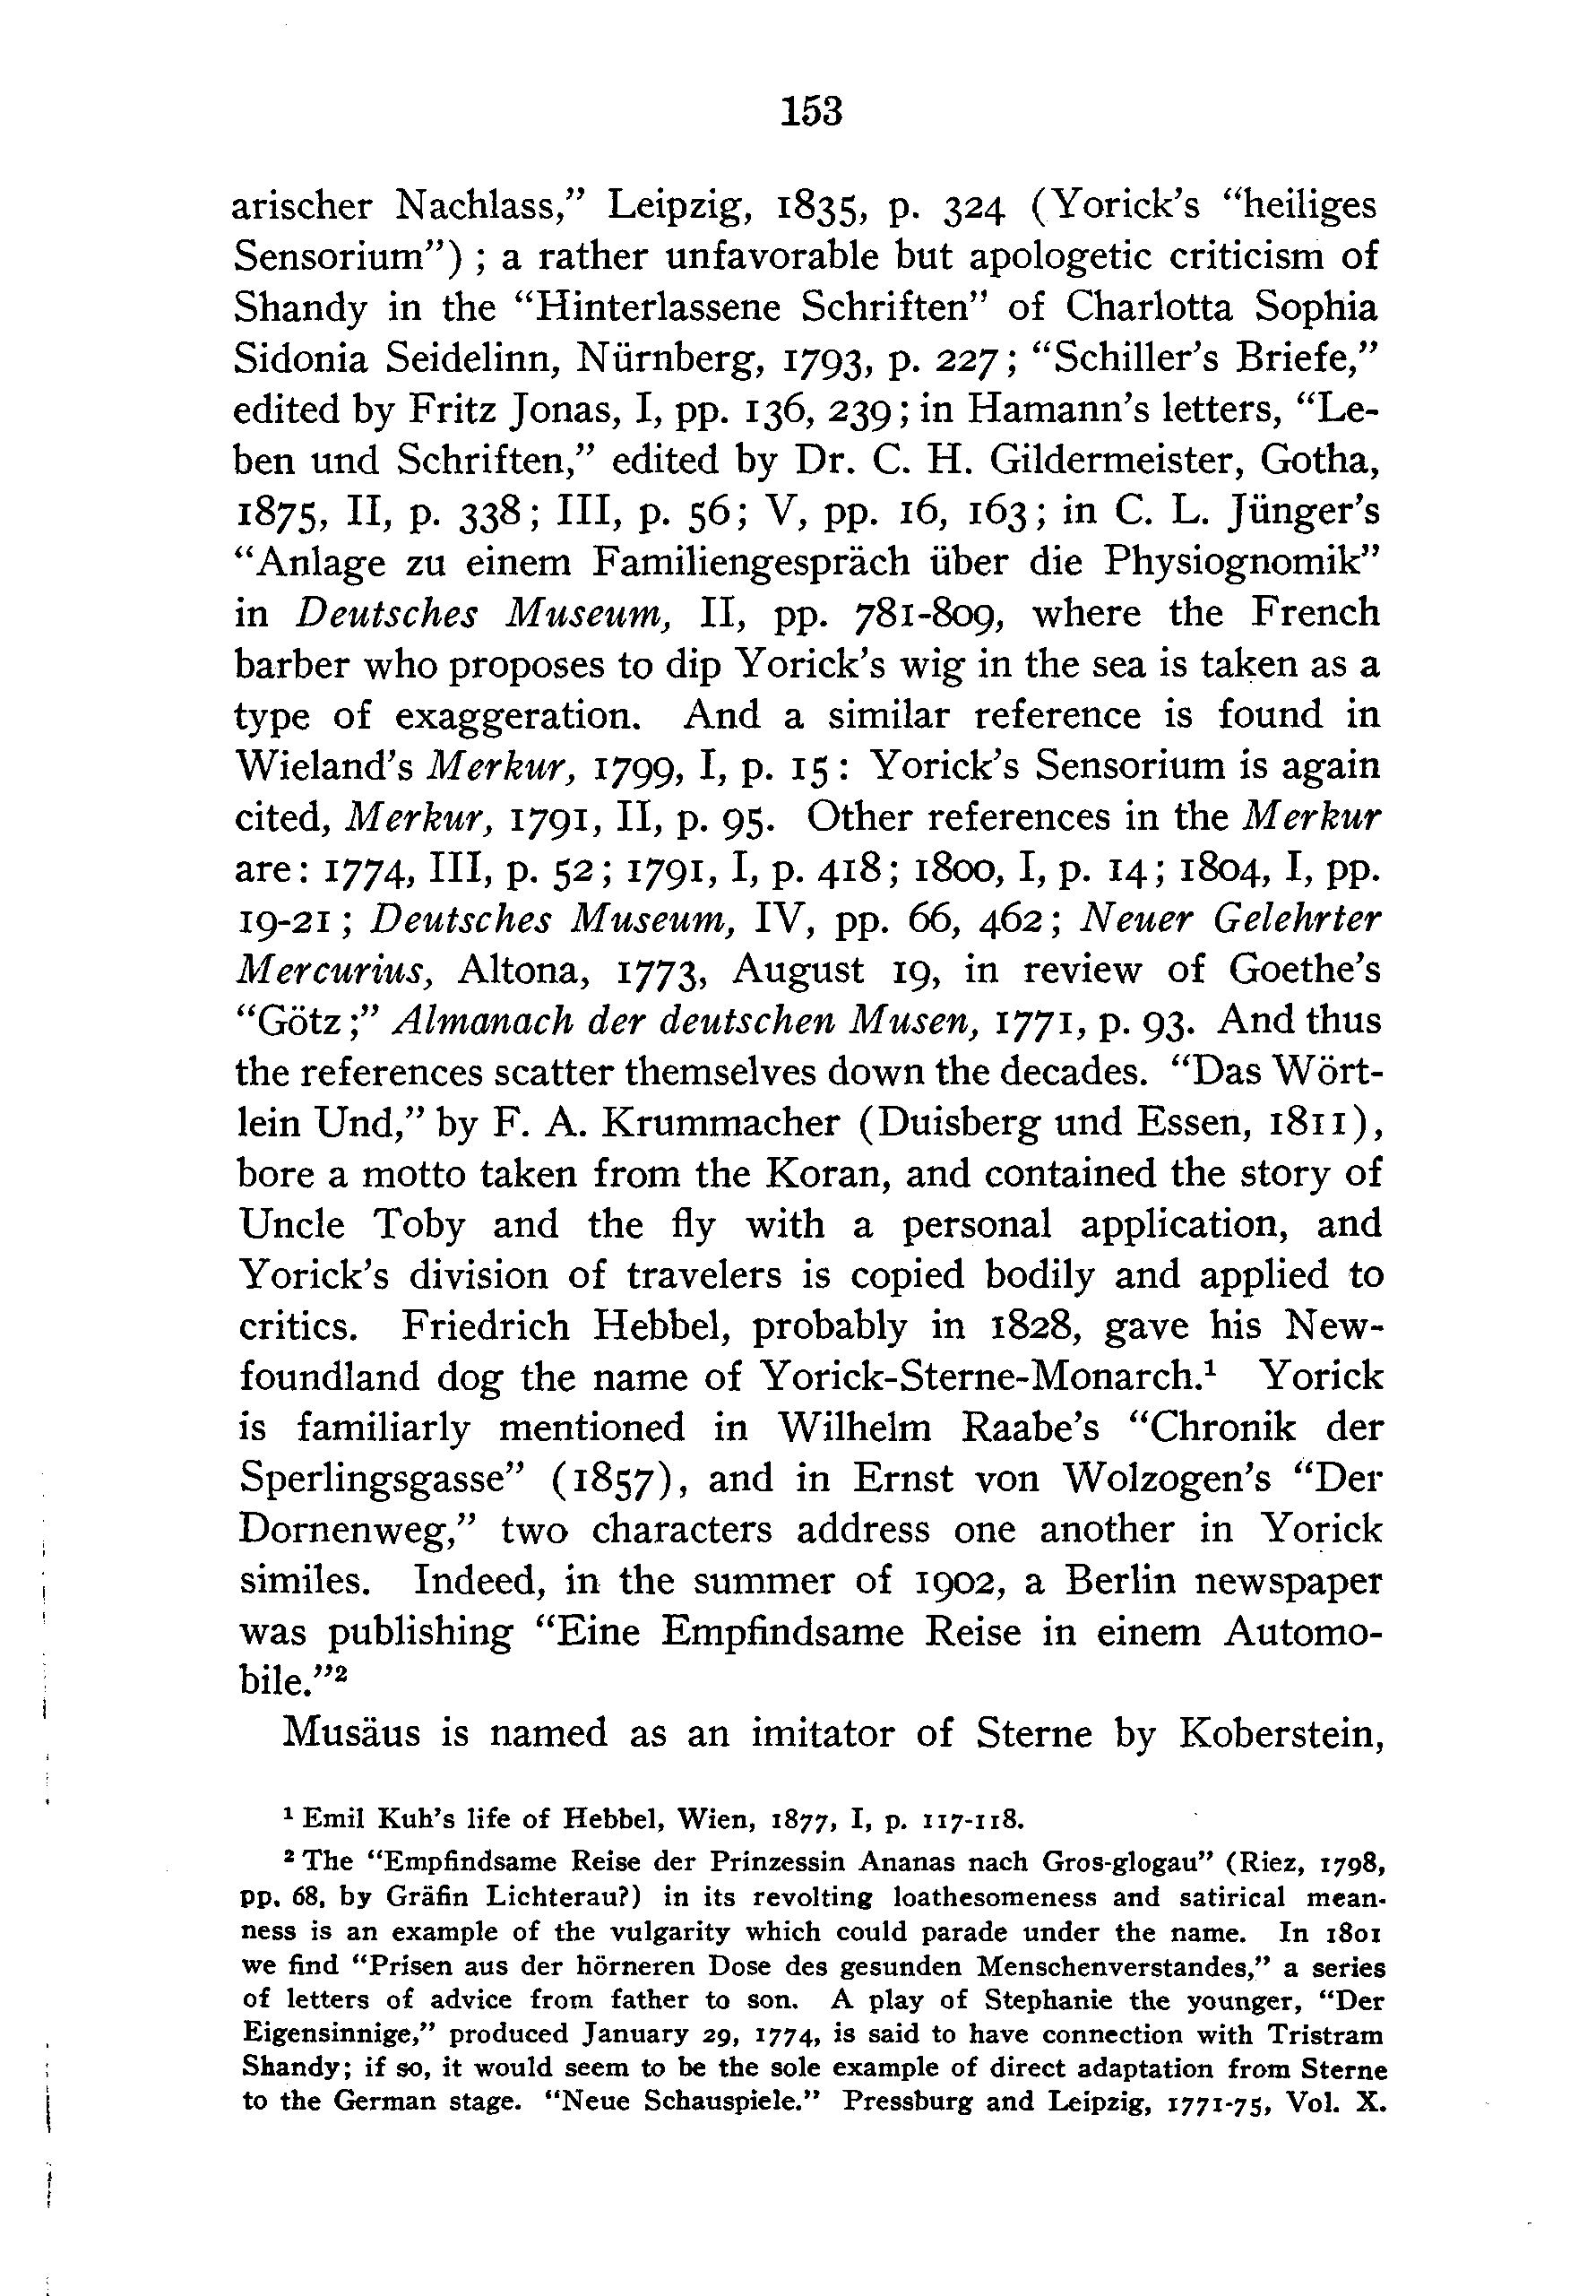 153
arischer Nachlass,” Leipzig, 1835, p. 324 (Yorick’s “heiliges
Sensorium”) ; a rather unfavorable but apologetic criticism of
Shandy in the “Hinterlassene Schriften” of Charlotta Sophia
Sidonia Seidelinn, Nürnberg, 1793, p. 227 ; “Schiller’s Briefe,”
edited by Fritz Jonas, I, pp. 136, 239 ; in Hamann’s letters, “Le-
ben und Schriften,” edited by Dr. C. H. Gildermeister, Gotha,
1875, II, p. 338 ; III, p. 56 ; V, pp. 16, 163 ; in C. L. Jünger’s
“Anlage zu einem Familiengespräch über die Physiognomik”
in Deutsches Museum, II, pp. 781-809, where the French
barber who proposes to dip Yorick’s wig in the sea is taken as a
type of exaggeration. And a similar reference is found in
Wieland’s Merkur, 1799, I, p. 15 : Yorick’s Sensorium is again
cited, Merkur, 1791, II, p. 95. Other references in the Merkur
are : 1774, III, p. 52 ; 1791, I, p. 418 ; 1800, I, p. 14 ; 1804, I, pp.
19-21 ; Deutsches Museum, IV, pp. 66, 462 ; Neuer Gelehrter
Mercurius, Altona, 1773, August 19, in review of Goethe’s
“Götz ;” Almanach der deutschen Musen, 1771, p. 93. And thus
the references scatter themselves down the decades. “Das Wört-
lein Und,” by F. A. Krummacher (Duisberg und Essen, 1811),
bore a motto taken from the Koran, and contained the story of
Uncle Toby and the fly with a personal application, and
Yorick’s division of travelers is copied bodily and applied to
critics. Friedrich Hebbel, probably in 1828, gave his New-
foundland dog the name of Yorick-Sterne-Monarch.¹ Yorick
is familiarly mentioned in Wilhelm Raabe’s “Chronik der
Sperlingsgasse” (1857), and in Ernst von Wolzogen’s “Der
Dornenweg,” two characters address one another in Yorick
similes. Indeed, in the summer of 1902, a Berlin newspaper
was publishing “Eine Empfindsame Reise in einem Automo-
bile.”²
Musäus is named as an imitator of Sterne by Koberstein,
¹ Emil Kuh’s life of Hebbel, Wien, 1877, I, p. 117-118.
² The “Empfindsame Reise der Prinzessin Ananas nach Gros-glogau” (Riez, 1798,
pp. 68, by Gräfin Lichterau?) in its revolting loathesomeness and satirical mean-
ness is an example of the vulgarity which could parade under the name. In 1801
we find “Prisen aus der hörneren Dose des gesunden Menschenverstandes,” a series
of letters of advice from father to son. A play of Stephanie the younger, “Der
Eigensinnige,” produced January 29, 1774, is said to have connection with Tristram
Shandy; if so, it would seem to be the sole example of direct adaptation from Sterne
to the German stage. “Neue Schauspiele.” Pressburg and Leipzig, 1771-75, Vol. X.